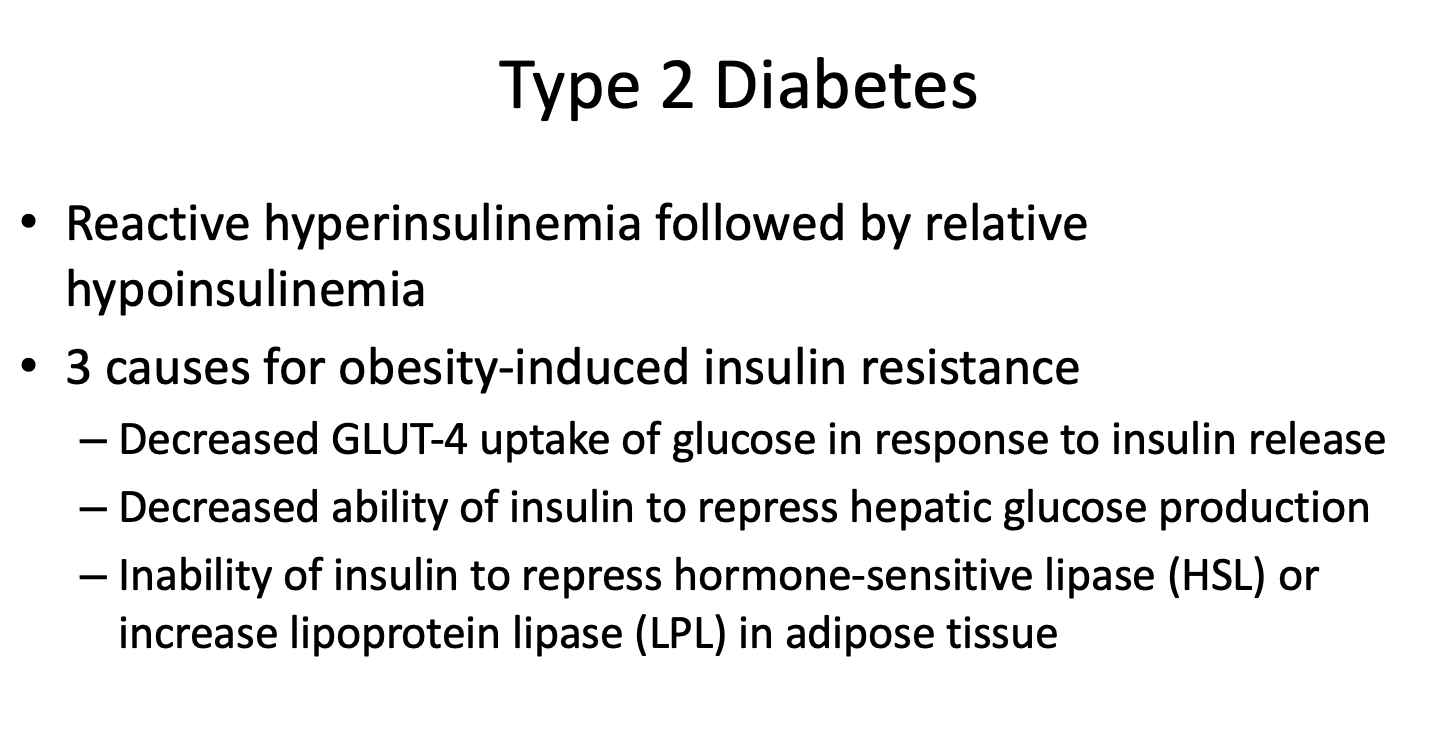 Type 2 Diabetes
• Reactive hyperinsulinemia followed by relative
hypoinsulinemia
• 3 causes for obesity-induced insulin resistance
– Decreased GLUT-4 uptake of glucose in response to insulin release
– Decreased ability of insulin to repress hepatic glucose production
– Inability of insulin to repress hormone-sensitive lipase (HSL) or
increase lipoprotein lipase (LPL) in adipose tissue